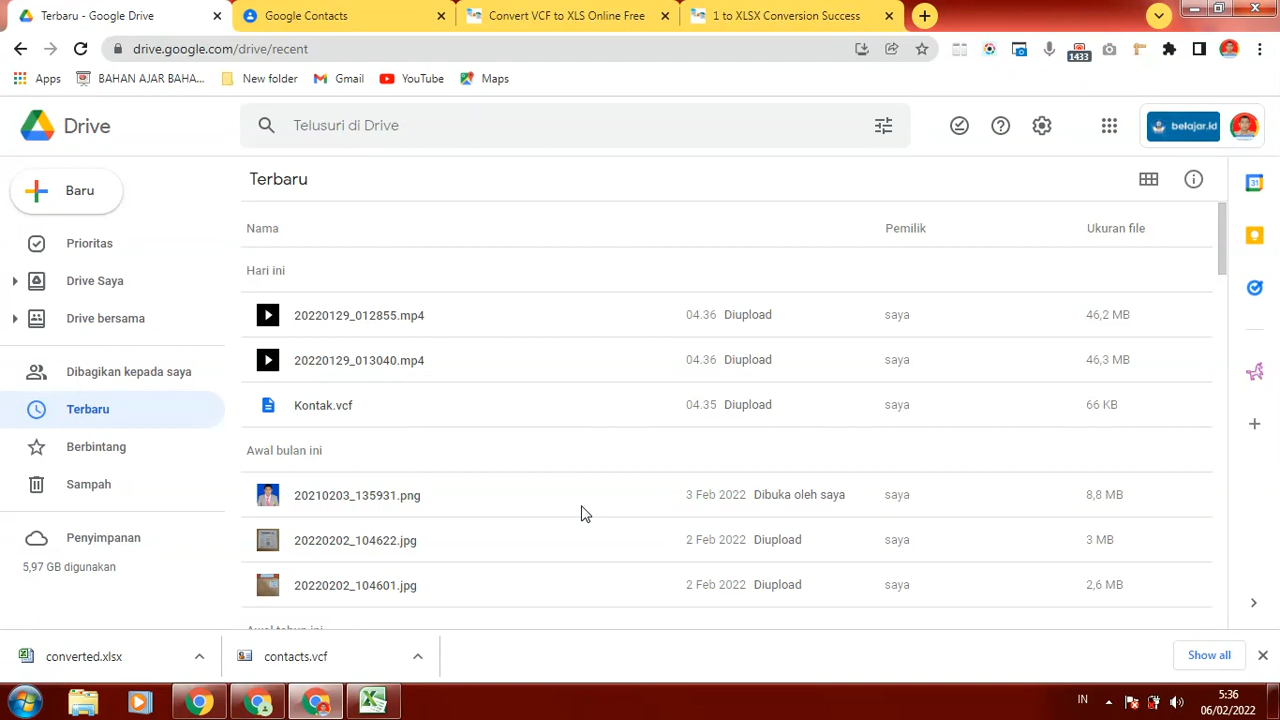 Terbaru - Google Drive
Google Contacts
Convert VCF to XLS Online Free
1 to XLSX Conversion Success
drive.google.com/drive/recent
1433
Apps
BAHAN AJAR BAHA...
New folder
Gmail
YouTube
Maps
Drive
Telusuri di Drive
belajar.id
Baru
Terbaru
Nama
Pemilik
Ukuran file
Prioritas
Drive Saya
Drive bersama
Dibagikan kepada saya
Terbaru
Berbintang
Sampah
Penyimpanan
5,97 GB digunakan
Hari ini
20220129_012855.mp4 04.36 Diupload saya 46,2 MB
20220129_013040.mp4 04.36 Diupload saya 46,3 MB
Kontak.vcf 04.35 Diupload saya 66 KB
Awal bulan ini
20210203_135931.png 3 Feb 2022 Dibuka oleh saya saya 8,8 MB
20220202_104622.jpg 2 Feb 2022 Diupload saya 3 MB
20220202_104601.jpg 2 Feb 2022 Diupload saya 2,6 MB
Awal tahun ini
31
converted.xlsx
contacts.vcf
Show all
IN
5:36
06/02/2022